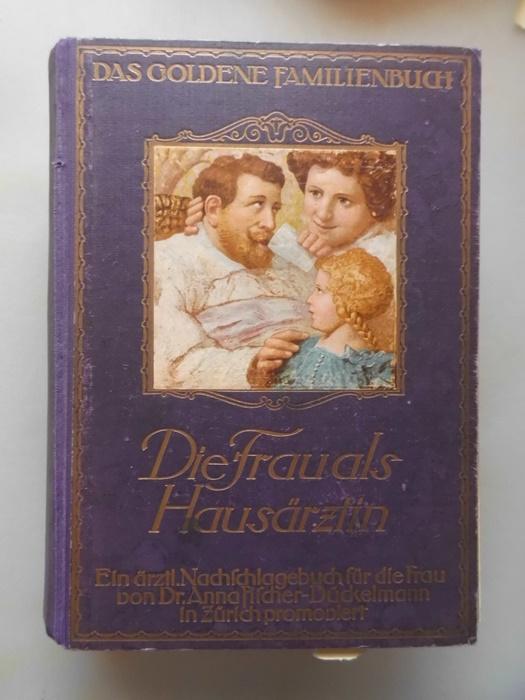 DAS GOLDENE FAMILIENBUCH
Die Frau als
Hausärztin
Ein ärztl. Nachschlagebuch für die Frau
von Dr. Anna Fischer-Dückelmann
in Zürich promoviert